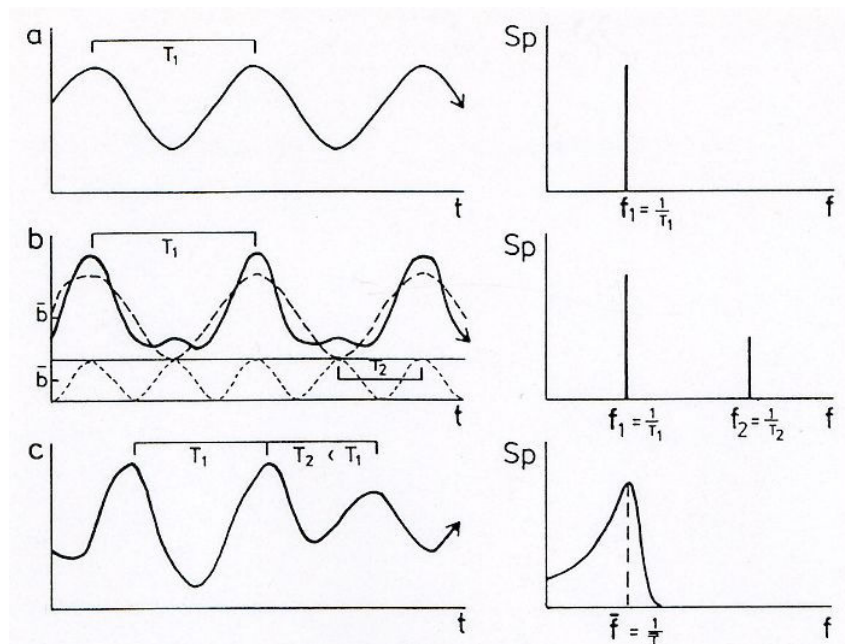 a
T₁
t
Sp
f₁ = 1/T₁
f
b
T₁
b̄
b̄
T₂
t
Sp
f₁ = 1/T₁
f₂ = 1/T₂
f
c
T₁
T₂ < T₁
t
Sp
f̄ = 1/T̄
f